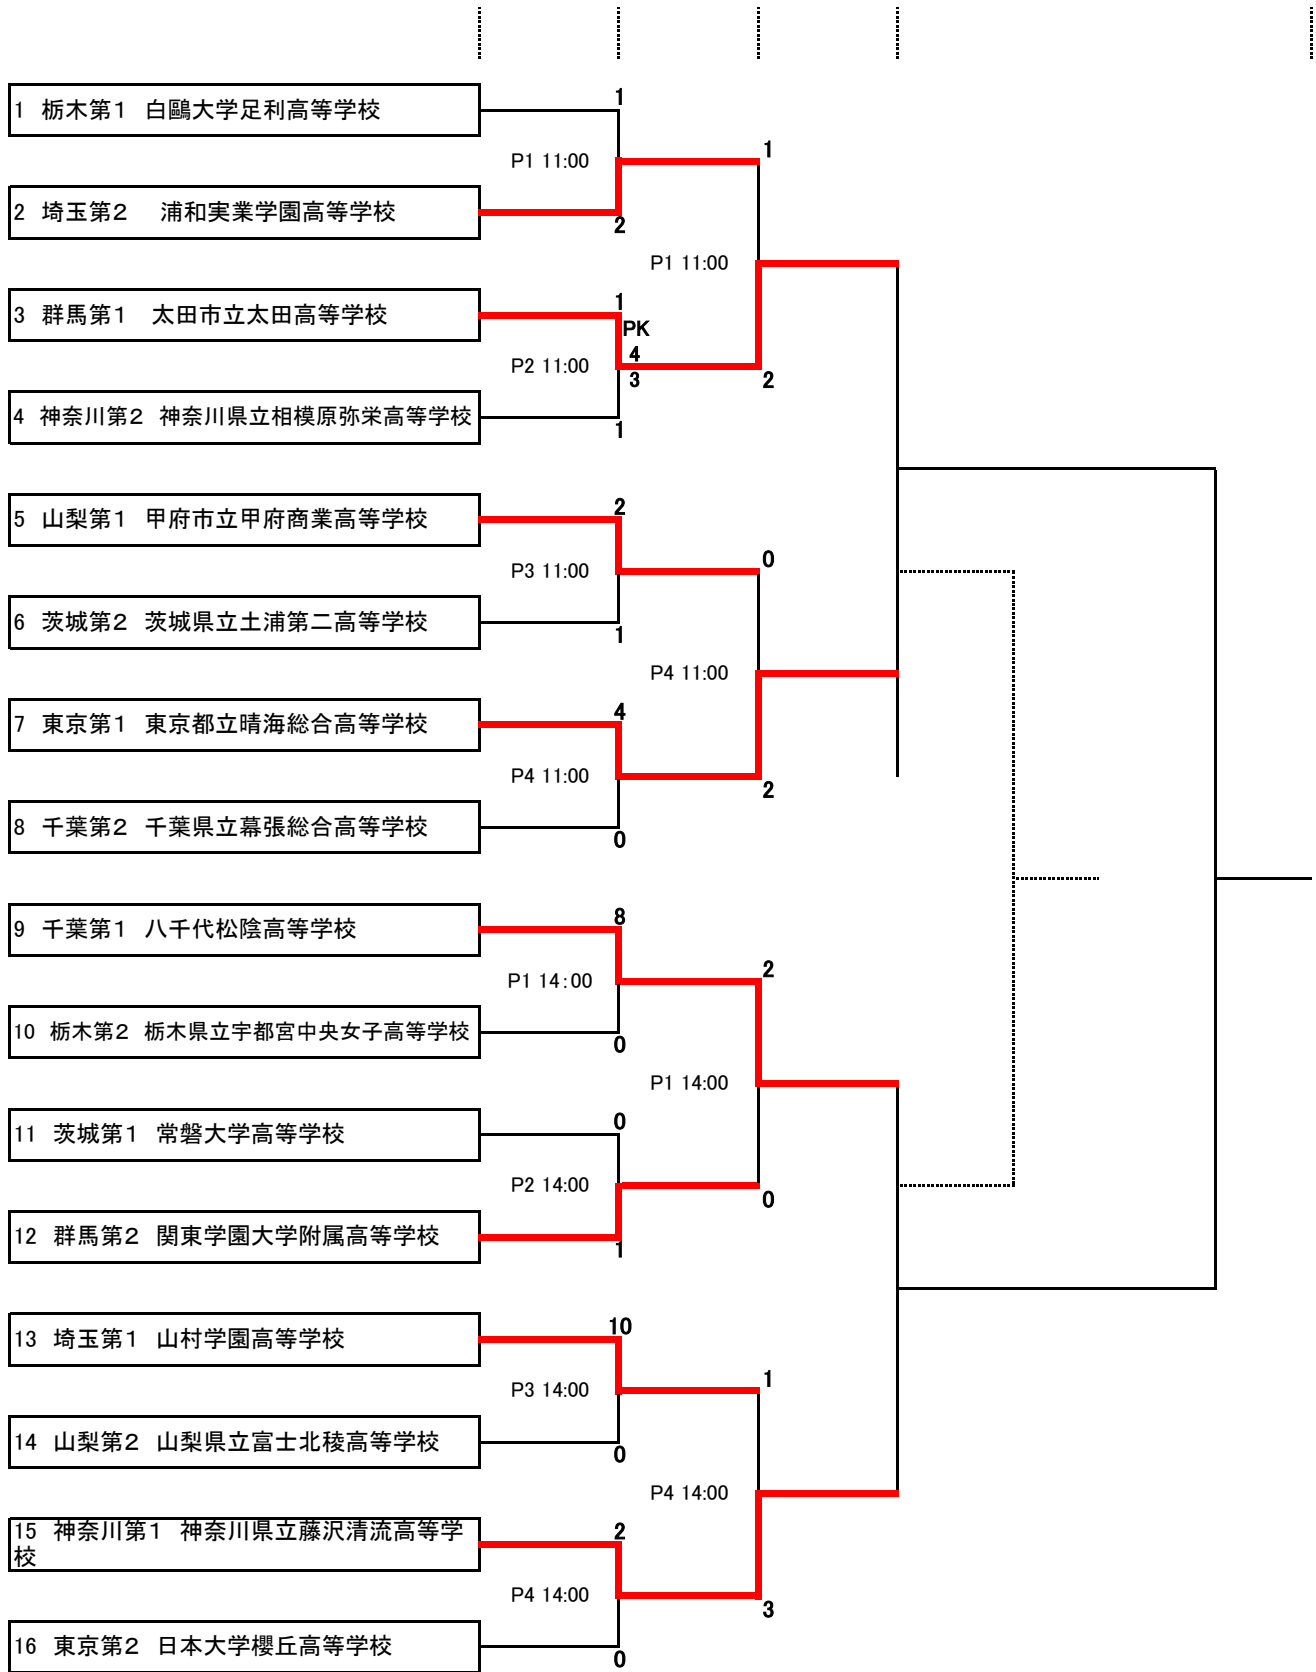 1
1 栃木第1 白鷗大学足利高等学校
1
P1 11:00
2 埼玉第2 浦和実業学園高等学校
2
P1 11:00
3 群馬第1 太田市立太田高等学校
1
PK
4
P2 11:00
3
2
4 神奈川第2 神奈川県立相模原弥栄高等学校
1
5 山梨第1 甲府市立甲府商業高等学校
2
0
P3 11:00
6 茨城第2 茨城県立土浦第二高等学校
1
P4 11:00
7 東京第1 東京都立晴海総合高等学校
4
P4 11:00
2
8 千葉第2 千葉県立幕張総合高等学校
0
9 千葉第1 八千代松陰高等学校
8
2
P1 14:00
10 栃木第2 栃木県立宇都宮中央女子高等学校
0
P1 14:00
11 茨城第1 常磐大学高等学校
0
P2 14:00
0
12 群馬第2 関東学園大学附属高等学校
1
13 埼玉第1 山村学園高等学校
10
1
P3 14:00
14 山梨第2 山梨県立富士北稜高等学校
0
P4 14:00
15 神奈川第1 神奈川県立藤沢清流高等学
校
2
P4 14:00
3
16 東京第2 日本大学櫻丘高等学校
0